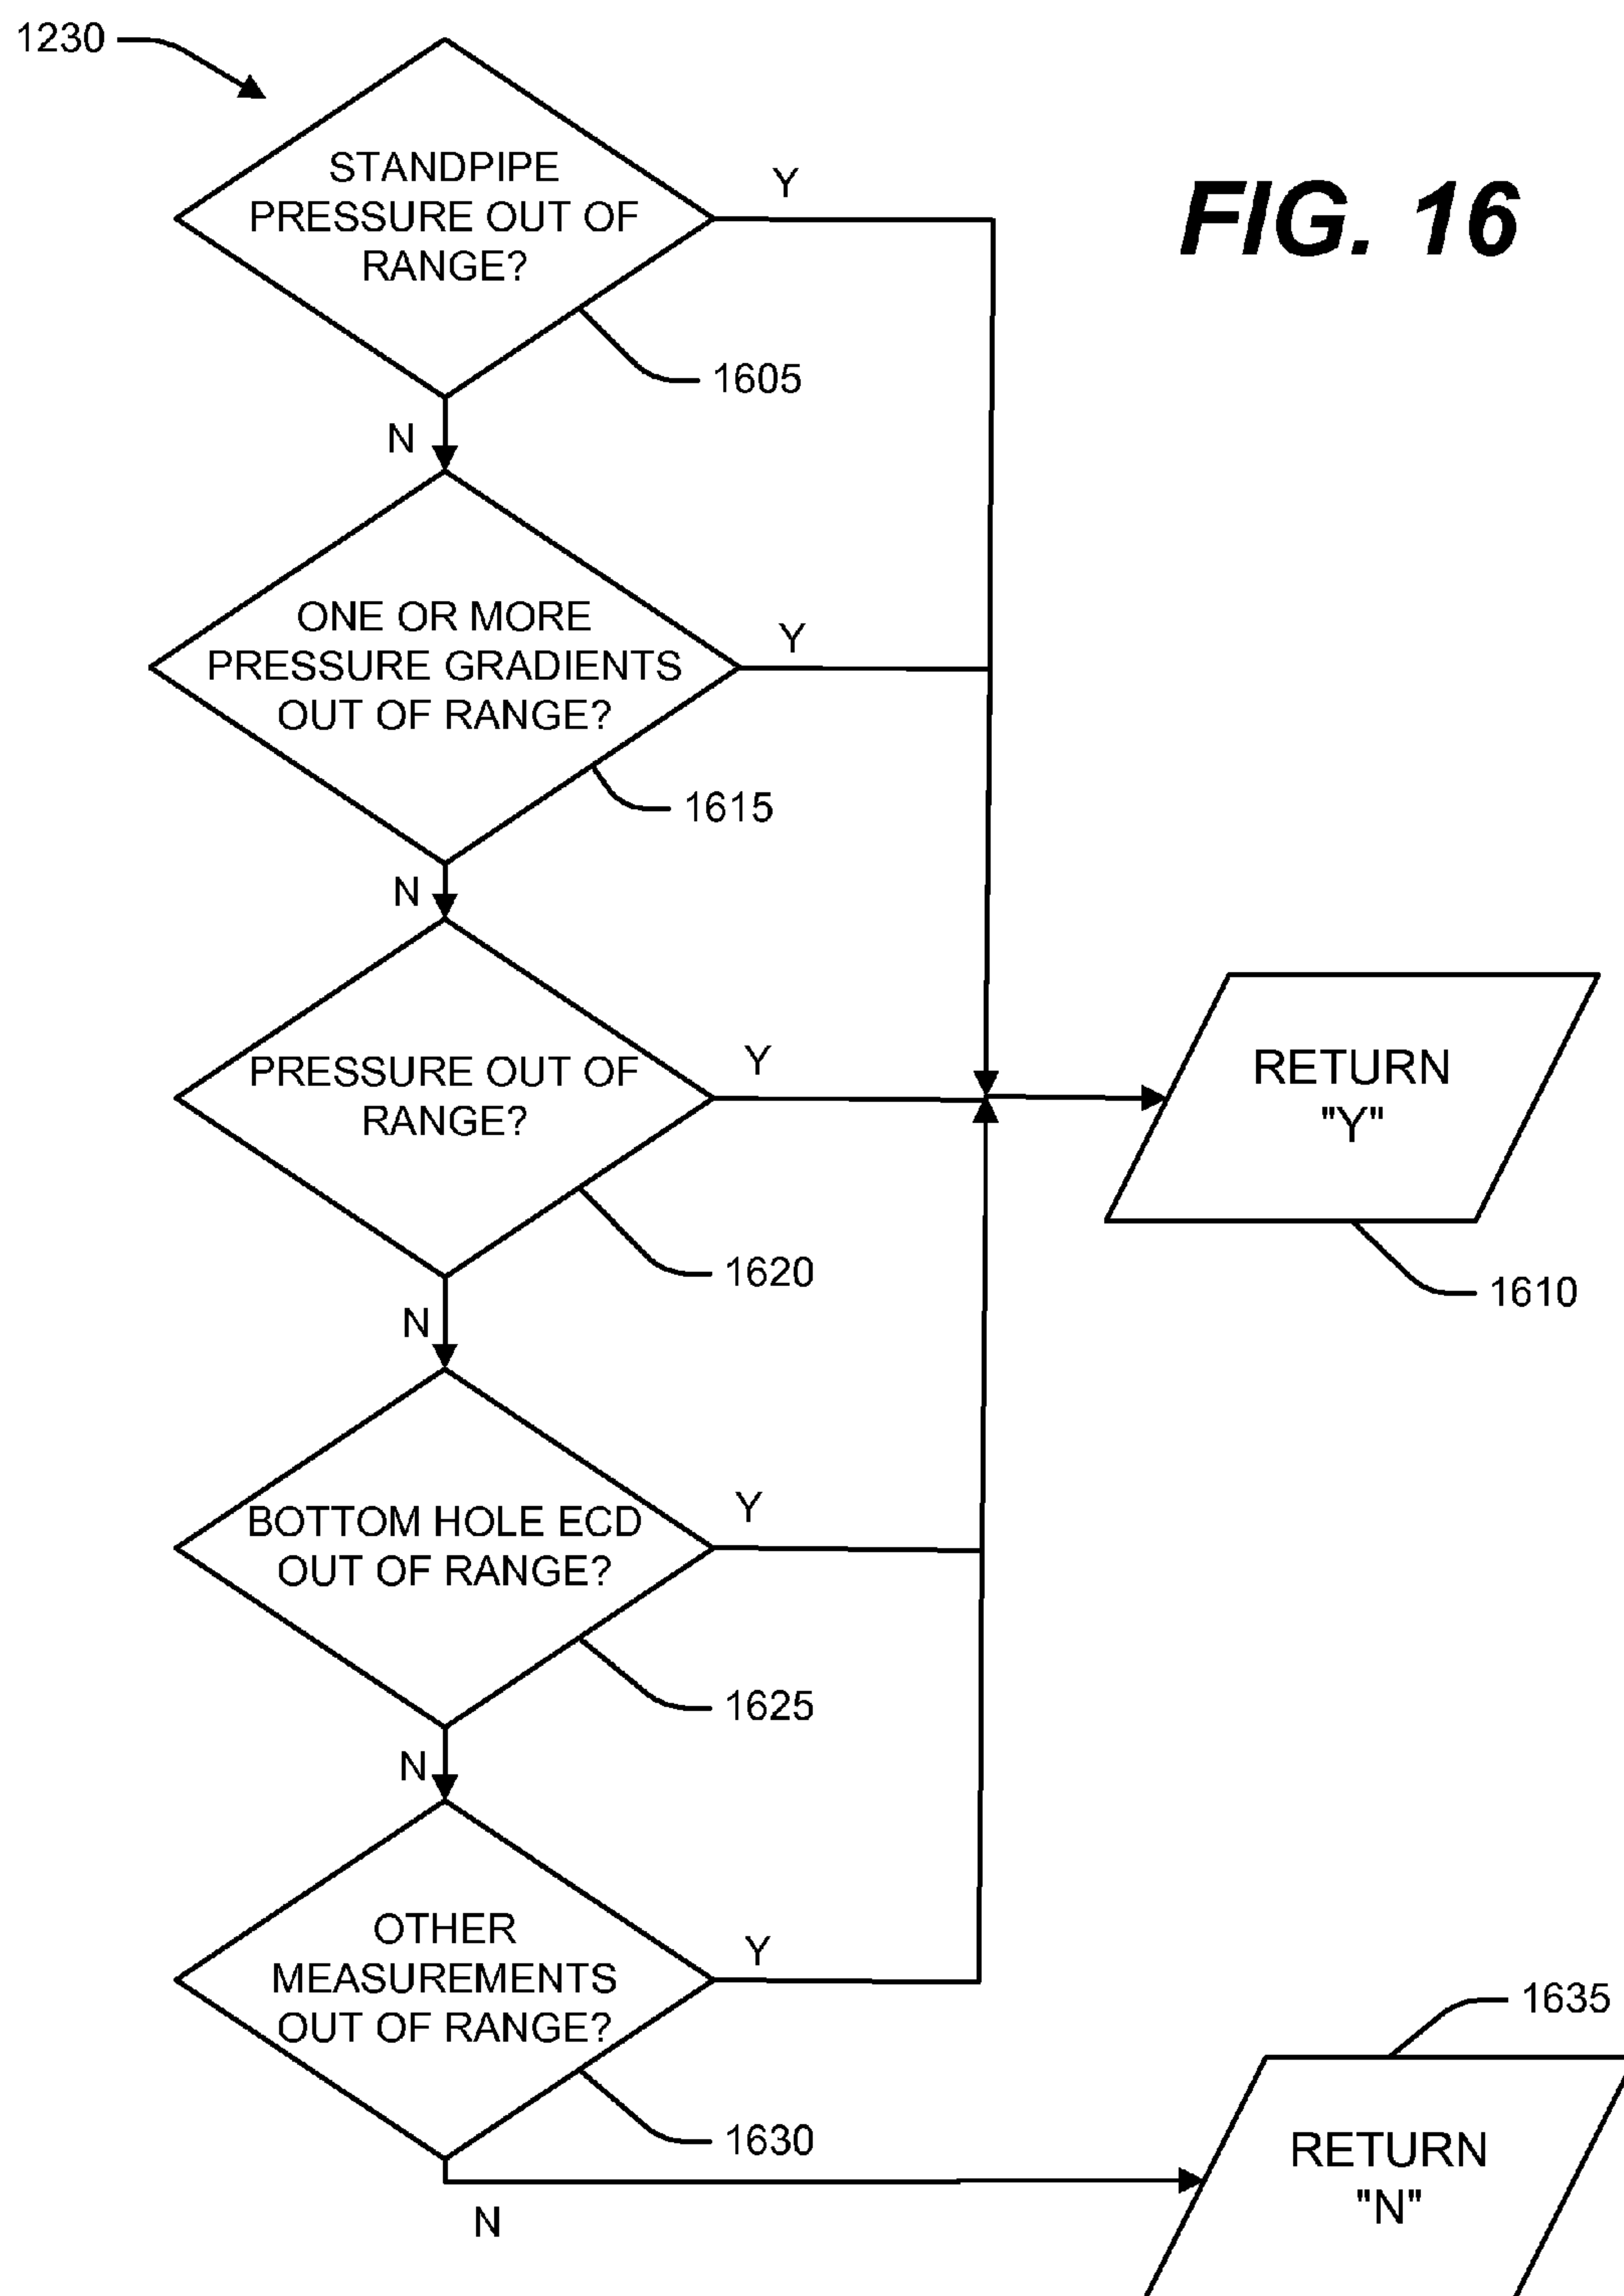 1230
FIG. 16
STANDPIPE
PRESSURE OUT OF
RANGE?
Y
1605
N
ONE OR MORE
PRESSURE GRADIENTS
OUT OF RANGE?
Y
1615
N
PRESSURE OUT OF
RANGE?
Y
RETURN
"Y"
1620
1610
N
BOTTOM HOLE ECD
OUT OF RANGE?
Y
1625
N
OTHER
MEASUREMENTS
OUT OF RANGE?
Y
1635
1630
RETURN
"N"
N